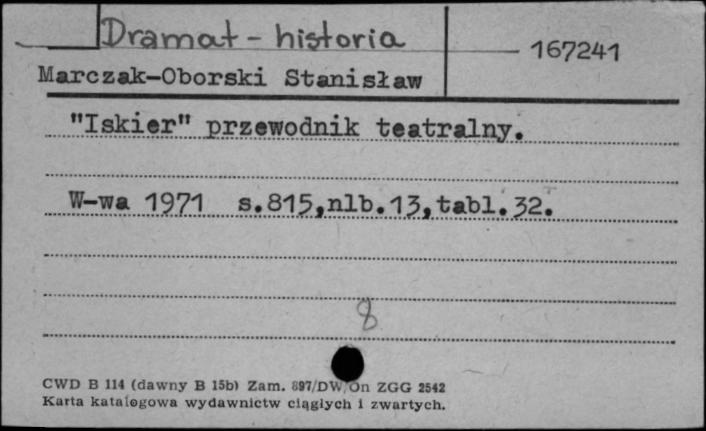 Dramat - historia
167241
Marczak-Oborski Stanisław
"Iskier" przewodnik teatralny.
W-wa 1971 s.815,nlb.13,tabl.32.
8
CWD B 114 (dawny B 15b) Zam. 897/DW/On ZGG 2542
Karta katalogowa wydawnictw ciągłych i zwartych.